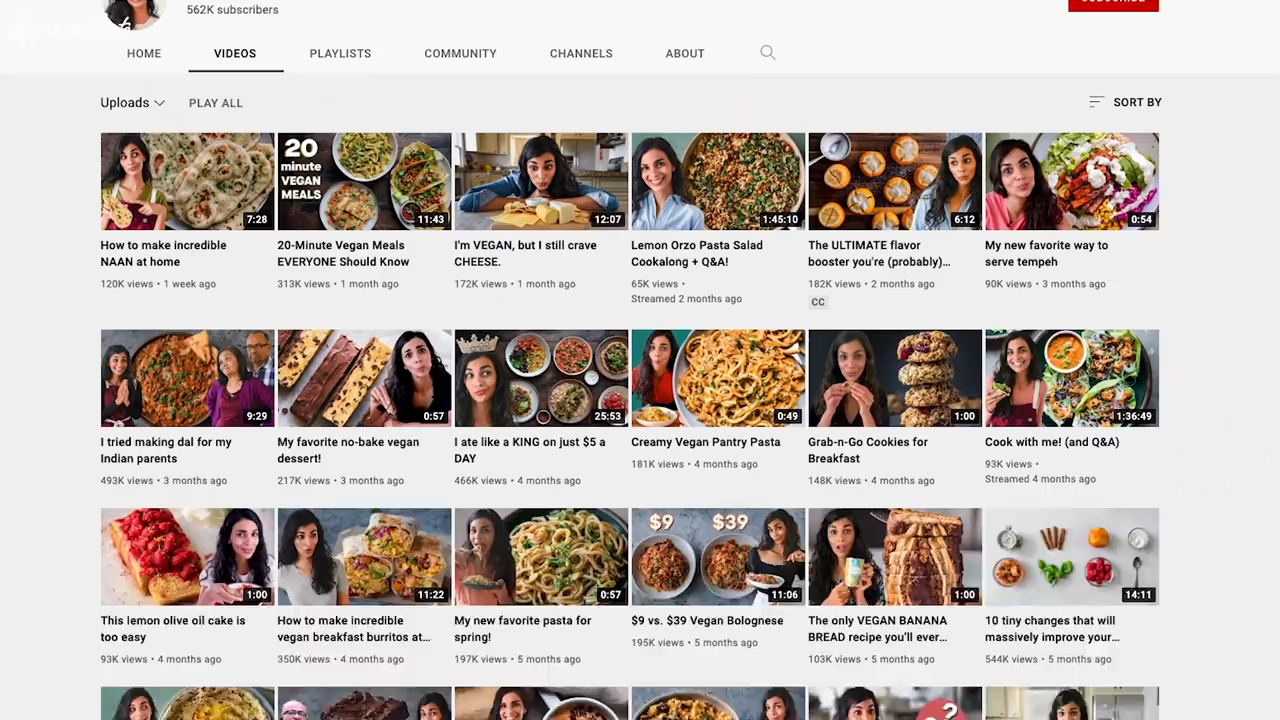 562K subscribers
SUBSCRIBE
HOME VIDEOS PLAYLISTS COMMUNITY CHANNELS ABOUT
Uploads PLAY ALL SORT BY
20
minute
VEGAN
MEALS
7:28 11:43 12:07 1:45:10 6:12 0:54
How to make incredible
NAAN at home
120K views • 1 week ago
20-Minute Vegan Meals
EVERYONE Should Know
313K views • 1 month ago
I'm VEGAN, but I still crave
CHEESE.
172K views • 1 month ago
Lemon Orzo Pasta Salad
Cookalong + Q&A!
65K views •
Streamed 2 months ago
The ULTIMATE flavor
booster you're (probably)...
182K views • 2 months ago
CC
My new favorite way to
serve tempeh
90K views • 3 months ago
9:29 0:57 25:53 0:49 1:00 1:36:49
I tried making dal for my
Indian parents
493K views • 3 months ago
My favorite no-bake vegan
dessert!
217K views • 3 months ago
I ate like a KING on just $5 a
DAY
466K views • 4 months ago
Creamy Vegan Pantry Pasta
181K views • 4 months ago
Grab-n-Go Cookies for
Breakfast
148K views • 4 months ago
Cook with me! (and Q&A)
93K views •
Streamed 4 months ago
$9 $39
1:00 11:22 0:57 11:06 1:00 14:11
This lemon olive oil cake is
too easy
93K views • 4 months ago
How to make incredible
vegan breakfast burritos at...
350K views • 4 months ago
My new favorite pasta for
spring!
197K views • 5 months ago
$9 vs. $39 Vegan Bolognese
195K views • 5 months ago
The only VEGAN BANANA
BREAD recipe you'll ever...
103K views • 5 months ago
10 tiny changes that will
massively improve your...
544K views • 5 months ago
?